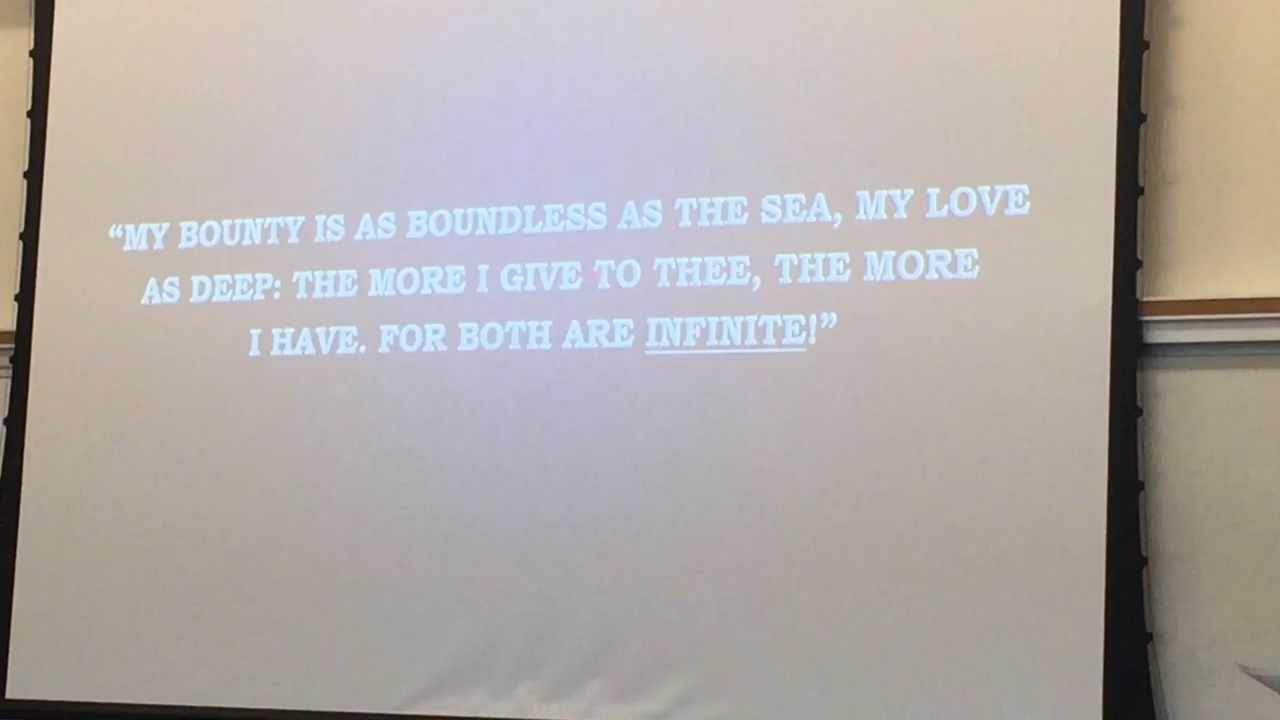 “MY BOUNTY IS AS BOUNDLESS AS THE SEA, MY LOVE
AS DEEP: THE MORE I GIVE TO THEE, THE MORE
I HAVE. FOR BOTH ARE INFINITE!”